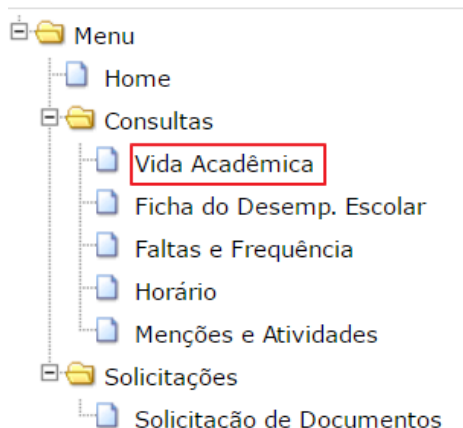 Menu
Home
Consultas
Vida Acadêmica
Ficha do Desemp. Escolar
Faltas e Frequência
Horário
Menções e Atividades
Solicitações
Solicitação de Documentos